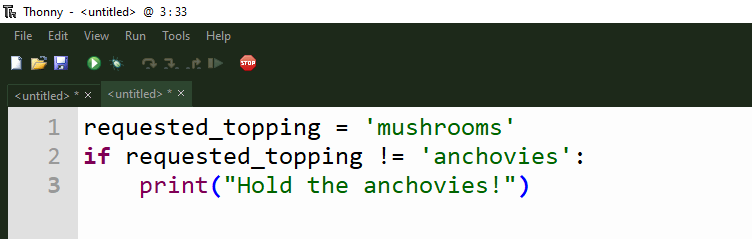 Thonny - <untitled> @ 3:33
File Edit View Run Tools Help
STOP
<untitled> * × <untitled> * ×
1 requested_topping = 'mushrooms'
2 if requested_topping != 'anchovies':
3     print("Hold the anchovies!")